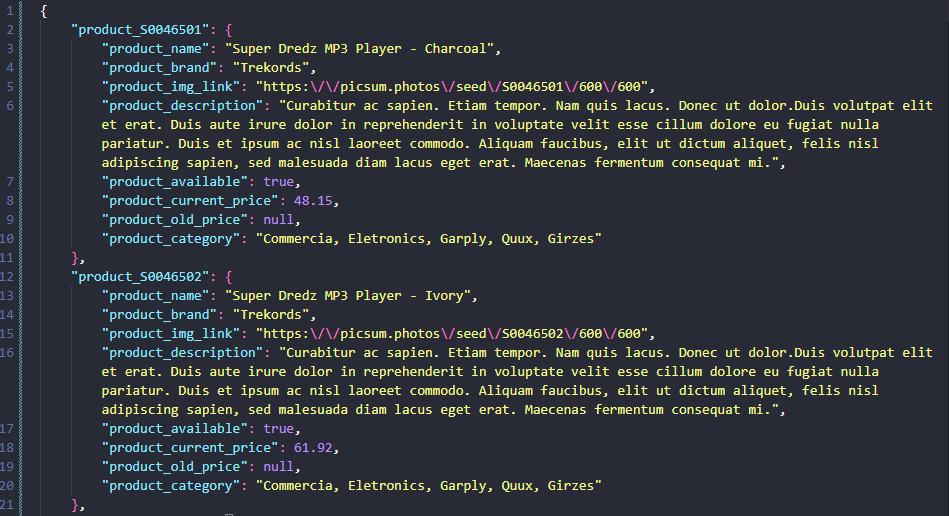 1 {
2 "product_S0046501": {
3 "product_name": "Super Dredz MP3 Player - Charcoal",
4 "product_brand": "Trekords",
5 "product_img_link": "https:\/\/picsum.photos\/seed\/S0046501\/600\/600",
6 "product_description": "Curabitur ac sapien. Etiam tempor. Nam quis lacus. Donec ut dolor.Duis volutpat elit
et erat. Duis aute irure dolor in reprehenderit in voluptate velit esse cillum dolore eu fugiat nulla
pariatur. Duis et ipsum ac nisl laoreet commodo. Aliquam faucibus, elit ut dictum aliquet, felis nisl
adipiscing sapien, sed malesuada diam lacus eget erat. Maecenas fermentum consequat mi.",
7 "product_available": true,
8 "product_current_price": 48.15,
9 "product_old_price": null,
10 "product_category": "Commercia, Eletronics, Garply, Quux, Girzes"
11 },
12 "product_S0046502": {
13 "product_name": "Super Dredz MP3 Player - Ivory",
14 "product_brand": "Trekords",
15 "product_img_link": "https:\/\/picsum.photos\/seed\/S0046502\/600\/600",
16 "product_description": "Curabitur ac sapien. Etiam tempor. Nam quis lacus. Donec ut dolor.Duis volutpat elit
et erat. Duis aute irure dolor in reprehenderit in voluptate velit esse cillum dolore eu fugiat nulla
pariatur. Duis et ipsum ac nisl laoreet commodo. Aliquam faucibus, elit ut dictum aliquet, felis nisl
adipiscing sapien, sed malesuada diam lacus eget erat. Maecenas fermentum consequat mi.",
17 "product_available": true,
18 "product_current_price": 61.92,
19 "product_old_price": null,
20 "product_category": "Commercia, Eletronics, Garply, Quux, Girzes"
21 },